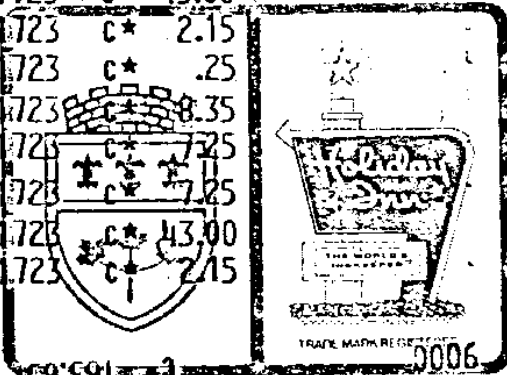 723 C★ 2.15
723 C★ .25
723 C★ 8.35
723 C★ 7.25
723 C★ 7.25
723 C★ 43.00
723 C★ 2.15
Holiday
Inn
THE WORLD'S
INNKEEPER
TRADE MARK REGISTERED
0006